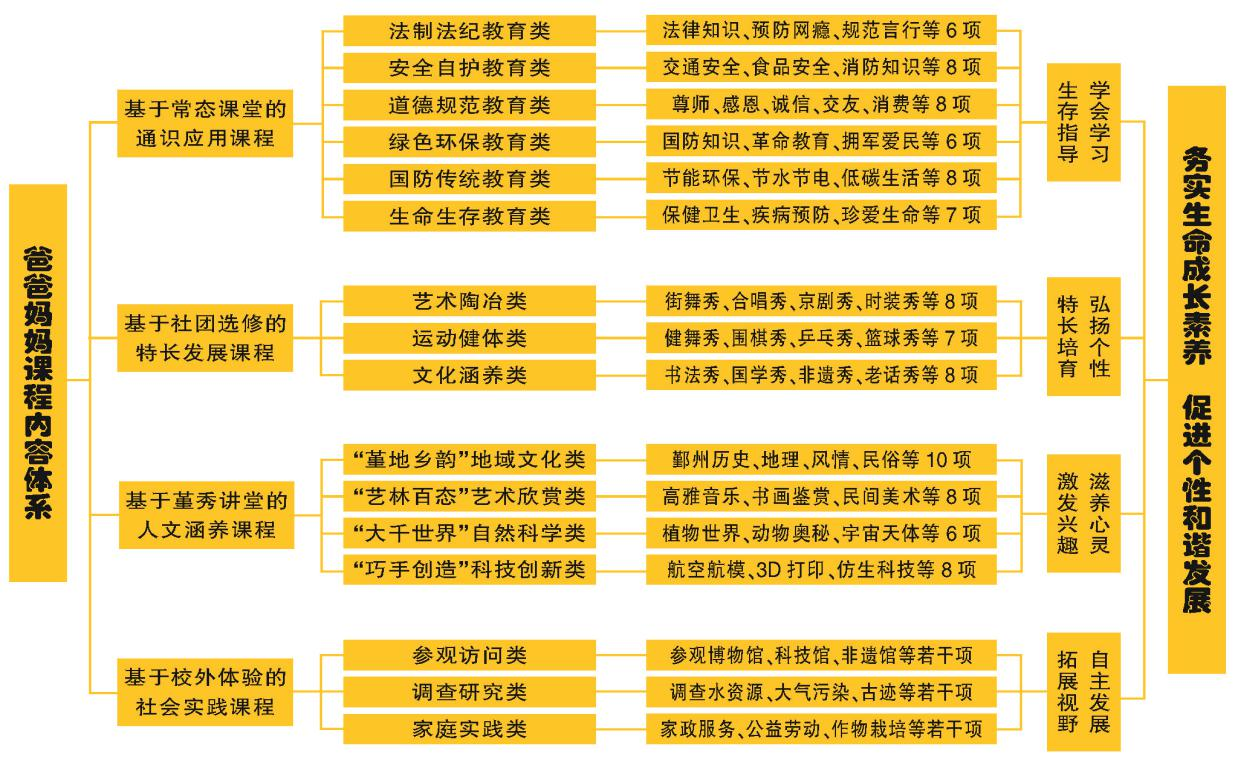 爸爸妈妈课程内容体系
基于常态课堂的
通识应用课程
法制法纪教育类
法律知识、预防网瘾、规范言行等 6 项
安全自护教育类
交通安全、食品安全、消防知识等 8 项
道德规范教育类
尊师、感恩、诚信、交友、消费等 8 项
绿色环保教育类
国防知识、革命教育、拥军爱民等 6 项
国防传统教育类
节能环保、节水节电、低碳生活等 8 项
生命生存教育类
保健卫生、疾病预防、珍爱生命等 7 项
学会学习
生存指导
基于社团选修的
特长发展课程
艺术陶冶类
街舞秀、合唱秀、京剧秀、时装秀等 8 项
运动健体类
健舞秀、围棋秀、乒乓秀、篮球秀等 7 项
文化涵养类
书法秀、国学秀、非遗秀、老话秀等 8 项
弘扬个性
特长培育
基于堇秀讲堂的
人文涵养课程
“堇地乡韵”地域文化类
鄞州历史、地理、风情、民俗等 10 项
“艺林百态”艺术欣赏类
高雅音乐、书画鉴赏、民间美术等 8 项
“大千世界”自然科学类
植物世界、动物奥秘、宇宙天体等 6 项
“巧手创造”科技创新类
航空航模、3D 打印、仿生科技等 8 项
滋养心灵
激发兴趣
基于校外体验的
社会实践课程
参观访问类
参观博物馆、科技馆、非遗馆等若干项
调查研究类
调查水资源、大气污染、古迹等若干项
家庭实践类
家政服务、公益劳动、作物栽培等若干项
自主发展
拓展视野
务实生命成长素养 促进个性和谐发展